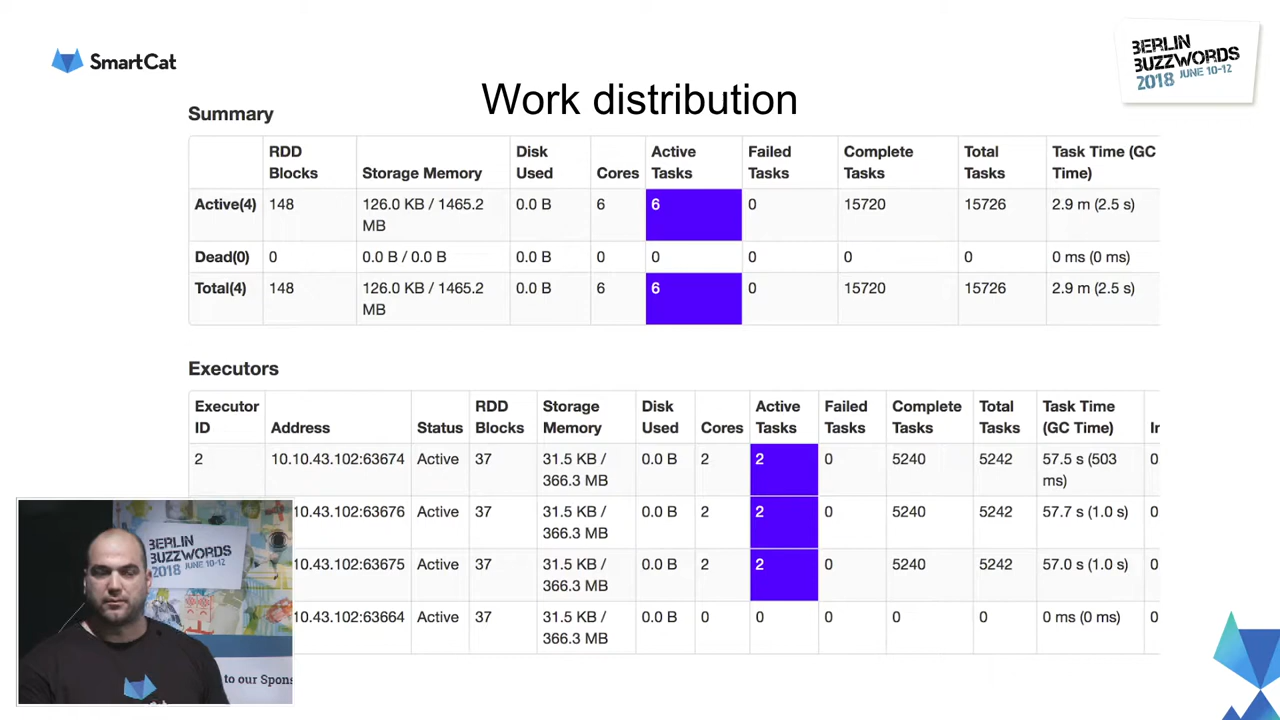 SmartCat
BERLIN
BUZZWORDS
2018 JUNE 10-12
Work distribution
Summary
RDD Blocks Storage Memory Disk Used Cores Active Tasks Failed Tasks Complete Tasks Total Tasks Task Time (GC Time)
Active(4) 148 126.0 KB / 1465.2 MB 0.0 B 6 6 0 15720 15726 2.9 m (2.5 s)
Dead(0) 0 0.0 B / 0.0 B 0.0 B 0 0 0 0 0 0 ms (0 ms)
Total(4) 148 126.0 KB / 1465.2 MB 0.0 B 6 6 0 15720 15726 2.9 m (2.5 s)
Executors
Executor ID Address Status RDD Blocks Storage Memory Disk Used Cores Active Tasks Failed Tasks Complete Tasks Total Tasks Task Time (GC Time)
2 10.10.43.102:63674 Active 37 31.5 KB / 366.3 MB 0.0 B 2 2 0 5240 5242 57.5 s (503 ms) 0
10.43.102:63676 Active 37 31.5 KB / 366.3 MB 0.0 B 2 2 0 5240 5242 57.7 s (1.0 s) 0
10.43.102:63675 Active 37 31.5 KB / 366.3 MB 0.0 B 2 2 0 5240 5242 57.0 s (1.0 s) 0
10.43.102:63664 Active 37 31.5 KB / 366.3 MB 0.0 B 0 0 0 0 0 0 ms (0 ms) 0
BERLIN
BUZZWORDS
2018 JUNE 10-12
to our Spons